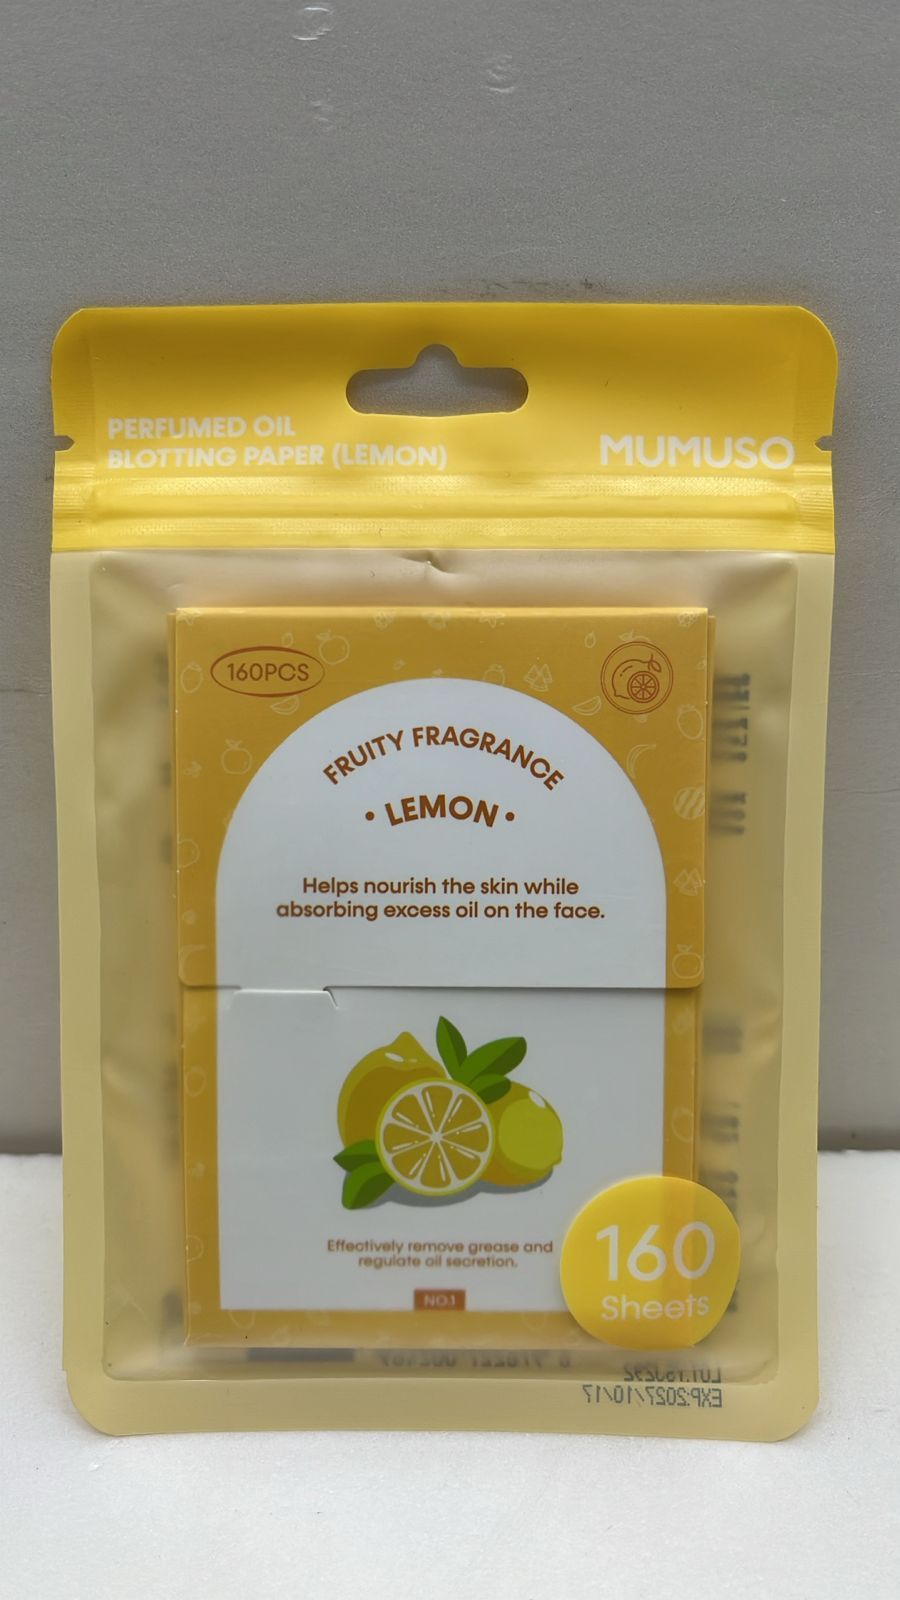 PERFUMED OIL
BLOTTING PAPER (LEMON)
MUMUSO
160PCS
FRUITY FRAGRANCE
• LEMON •
Helps nourish the skin while
absorbing excess oil on the face.
Effectively remove grease and
regulate oil secretion.
NO.1
160
Sheets
EXP:2027/10/17